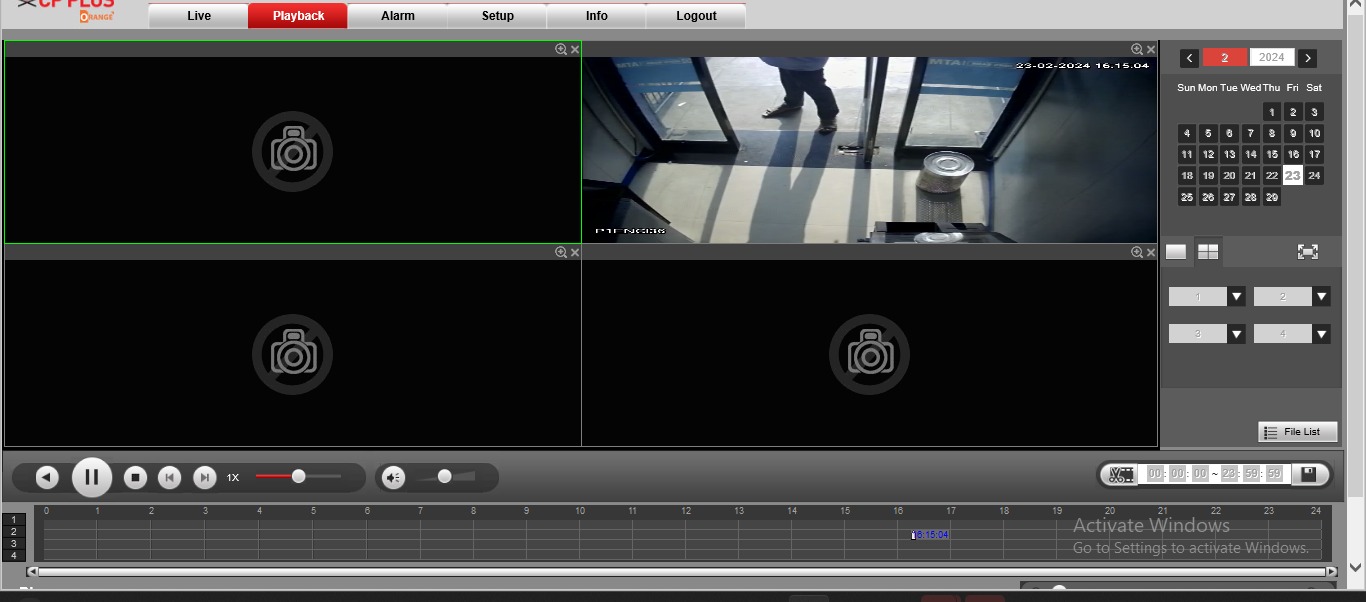 CP PLUS
ORANGE
Live Playback Alarm Setup Info Logout
23-02-2024 16.15.04
2 2024
Sun Mon Tue Wed Thu Fri Sat
1 2 3
4 5 6 7 8 9 10
11 12 13 14 15 16 17
18 19 20 21 22 23 24
25 26 27 28 29
1 2
3 4
File List
1X
00: 00: 00 ~ 23: 59: 59
0 1 2 3 4 5 6 7 8 9 10 11 12 13 14 15 16 17 18 19 20 21 22 23 24
1
2
16:15:04
3
4
Activate Windows
Go to Settings to activate Windows.